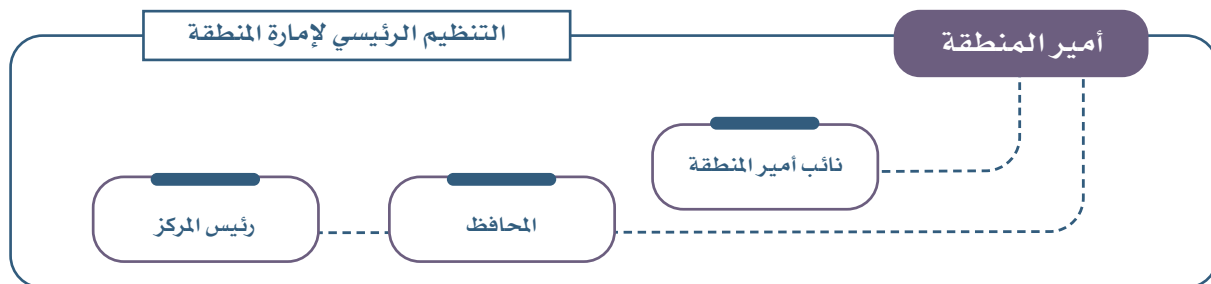 أمير المنطقة
التنظيم الرئيسي لإمارة المنطقة
نائب أمير المنطقة
المحافظ
رئيس المركز